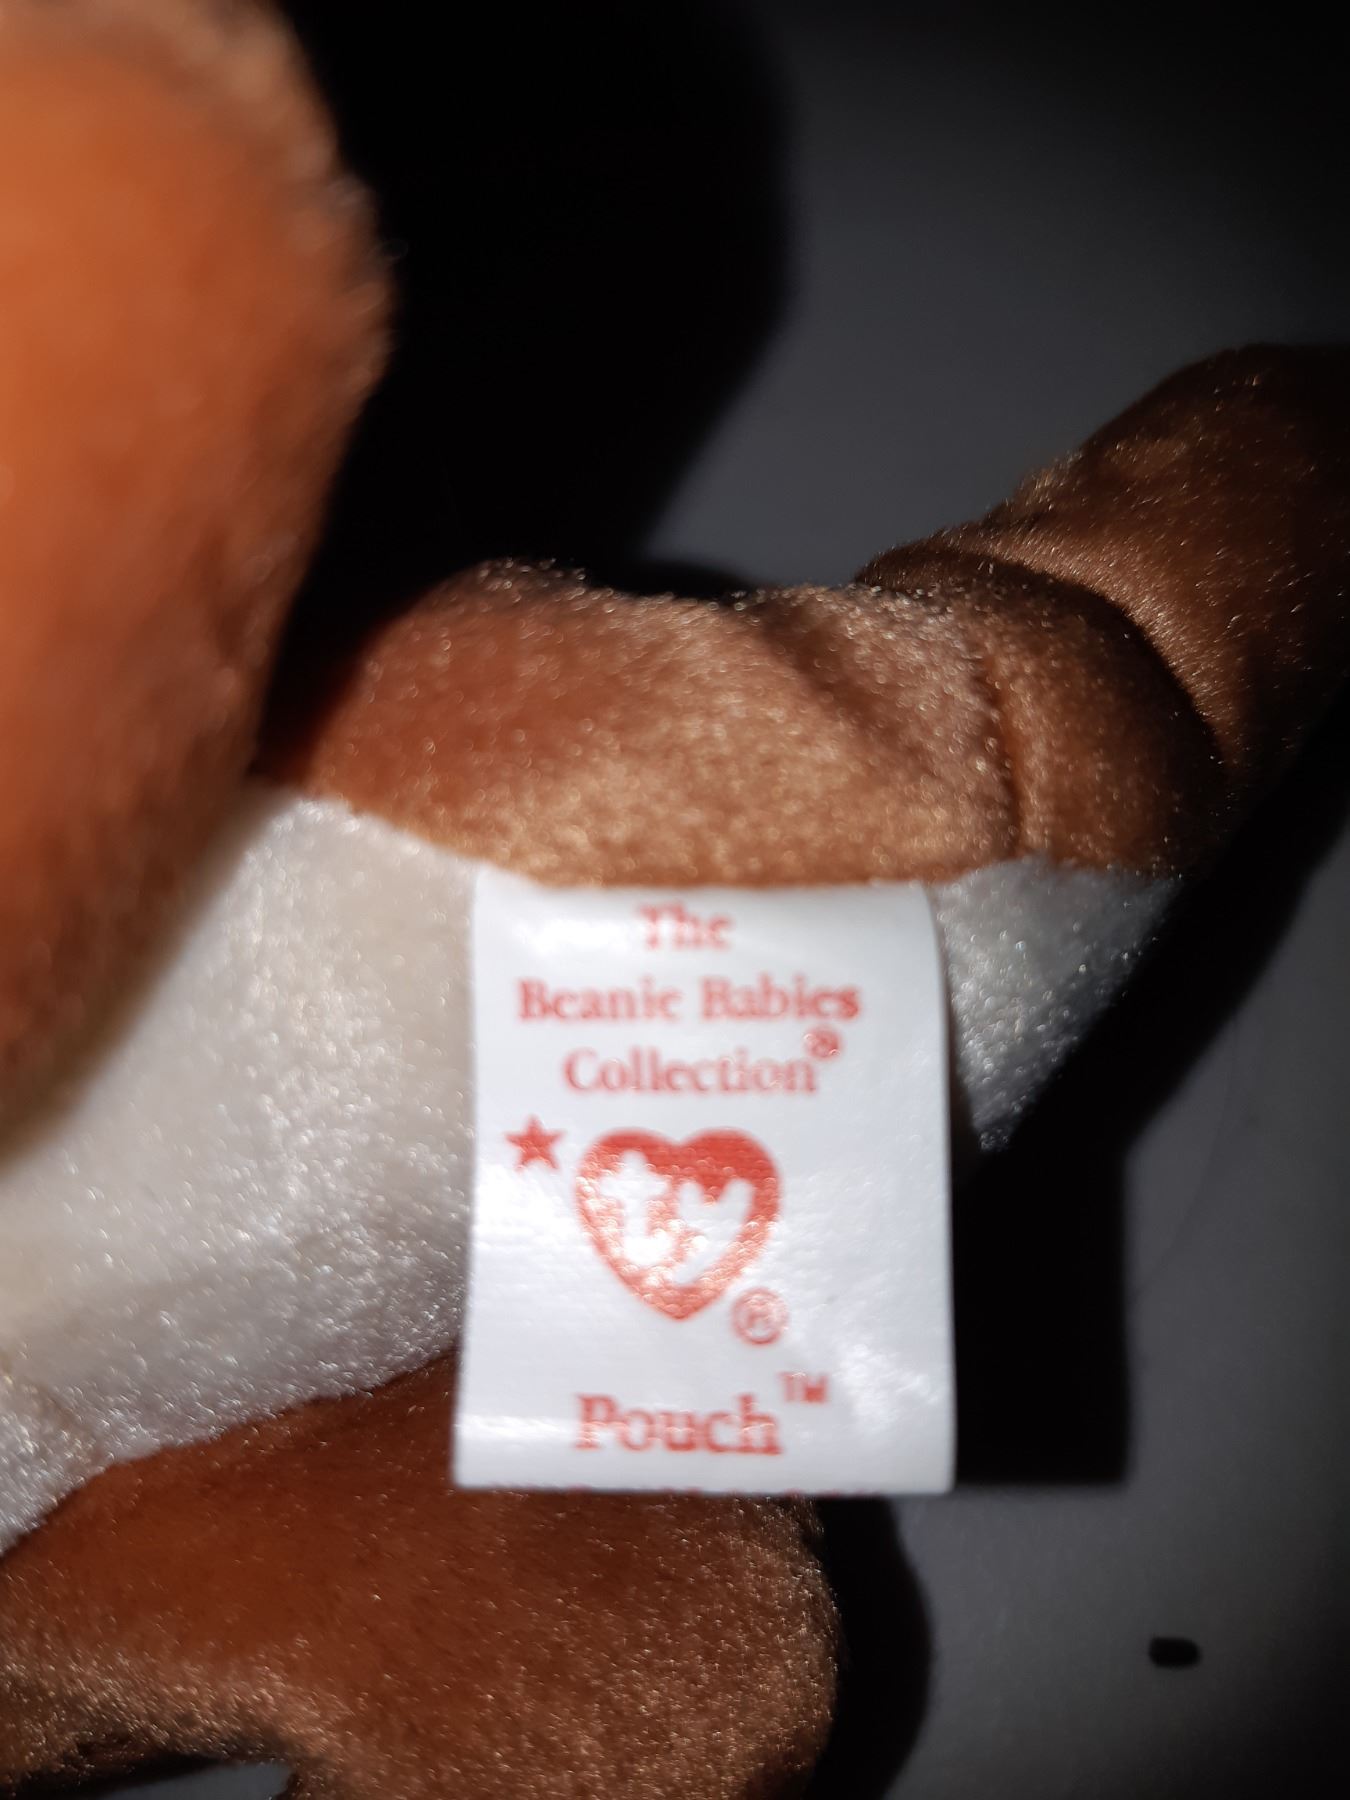 The
Beanie Babies
Collection®
★ ty ®
Pouch™